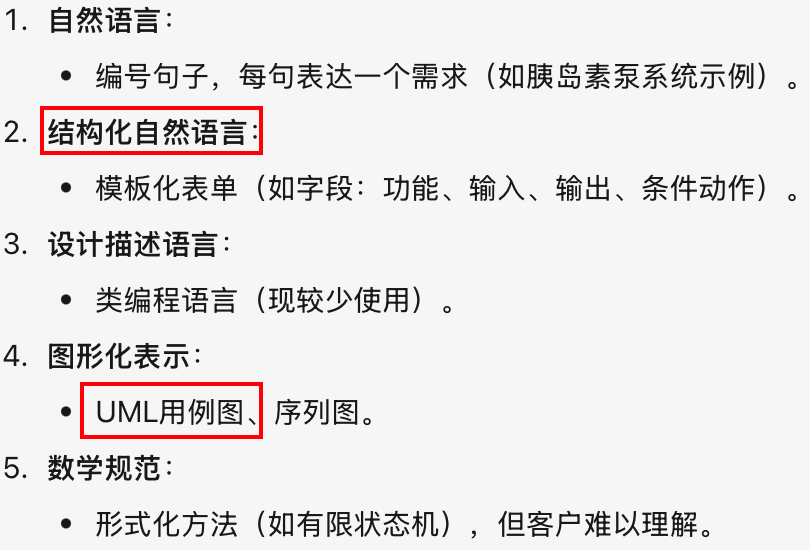 1. 自然语言：
• 编号句子，每句表达一个需求（如胰岛素泵系统示例）。
2. 结构化自然语言：
• 模板化表单（如字段：功能、输入、输出、条件动作）。
3. 设计描述语言：
• 类编程语言（现较少使用）。
4. 图形化表示：
• UML用例图、序列图。
5. 数学规范：
• 形式化方法（如有限状态机），但客户难以理解。